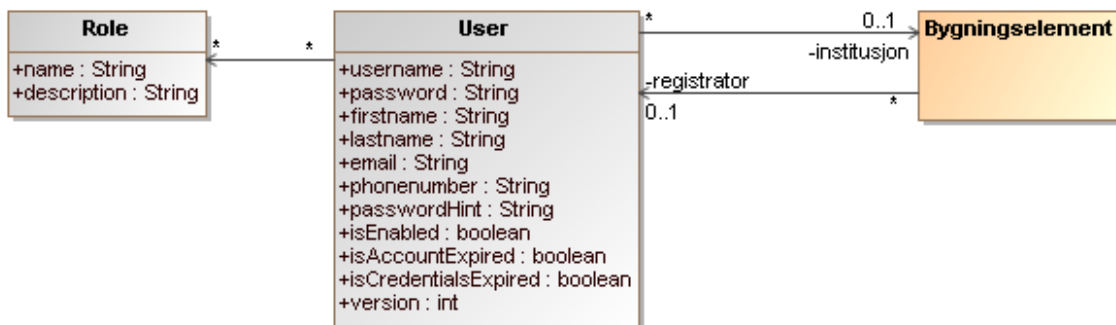 Role
+name : String
+description : String
*
*
User
+username : String
+password : String
+firstname : String
+lastname : String
+email : String
+phonenumber : String
+passwordHint : String
+isEnabled : boolean
+isAccountExpired : boolean
+isCredentialsExpired : boolean
+version : int
*
0..1
-institusjon
-registrator
0..1
*
Bygningselement